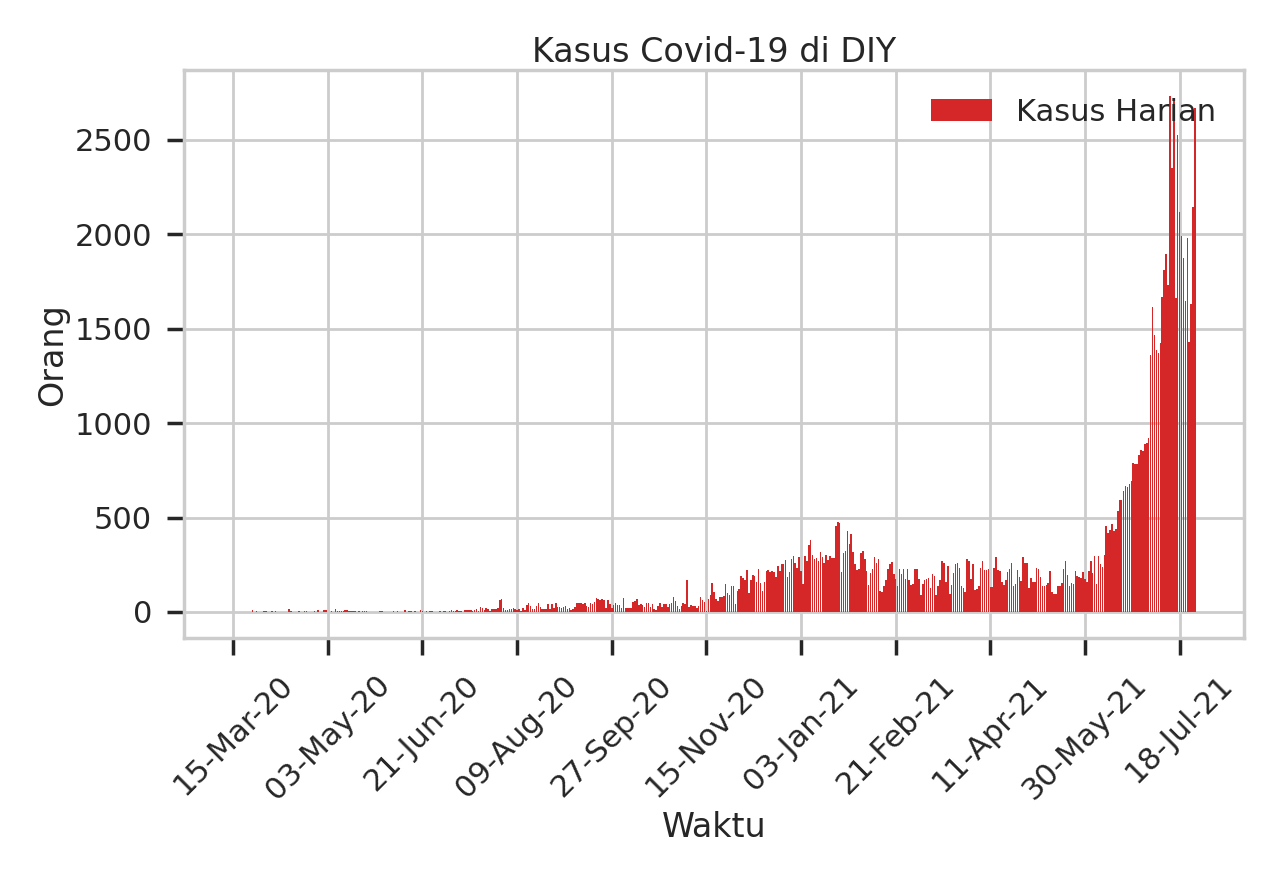 Kasus Covid-19 di DIY
Kasus Harian
2500
2000
1500
1000
500
0
Orang
15-Mar-20
03-May-20
21-Jun-20
09-Aug-20
27-Sep-20
15-Nov-20
03-Jan-21
21-Feb-21
11-Apr-21
30-May-21
18-Jul-21
Waktu